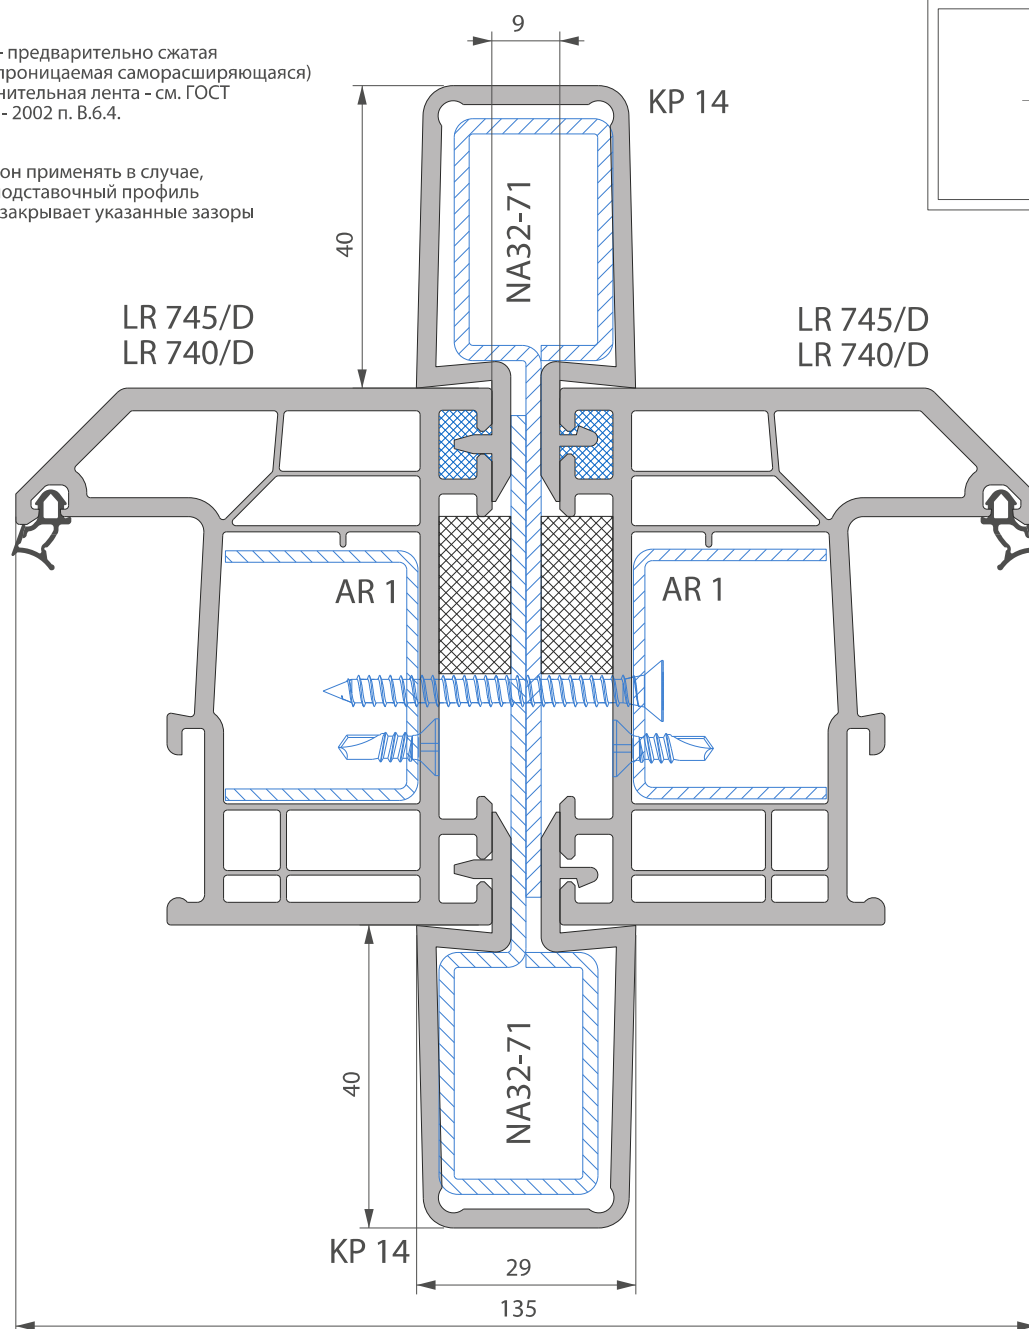 9
- предварительно сжатая
проницаемая саморасширяющаяся)
нительная лента - см. ГОСТ
- 2002 п. В.6.4.
KP 14
он применять в случае,
подставочный профиль
закрывает указанные зазоры
40
NA32-71
LR 745/D
LR 740/D
LR 745/D
LR 740/D
AR 1
AR 1
40
NA32-71
KP 14
29
135